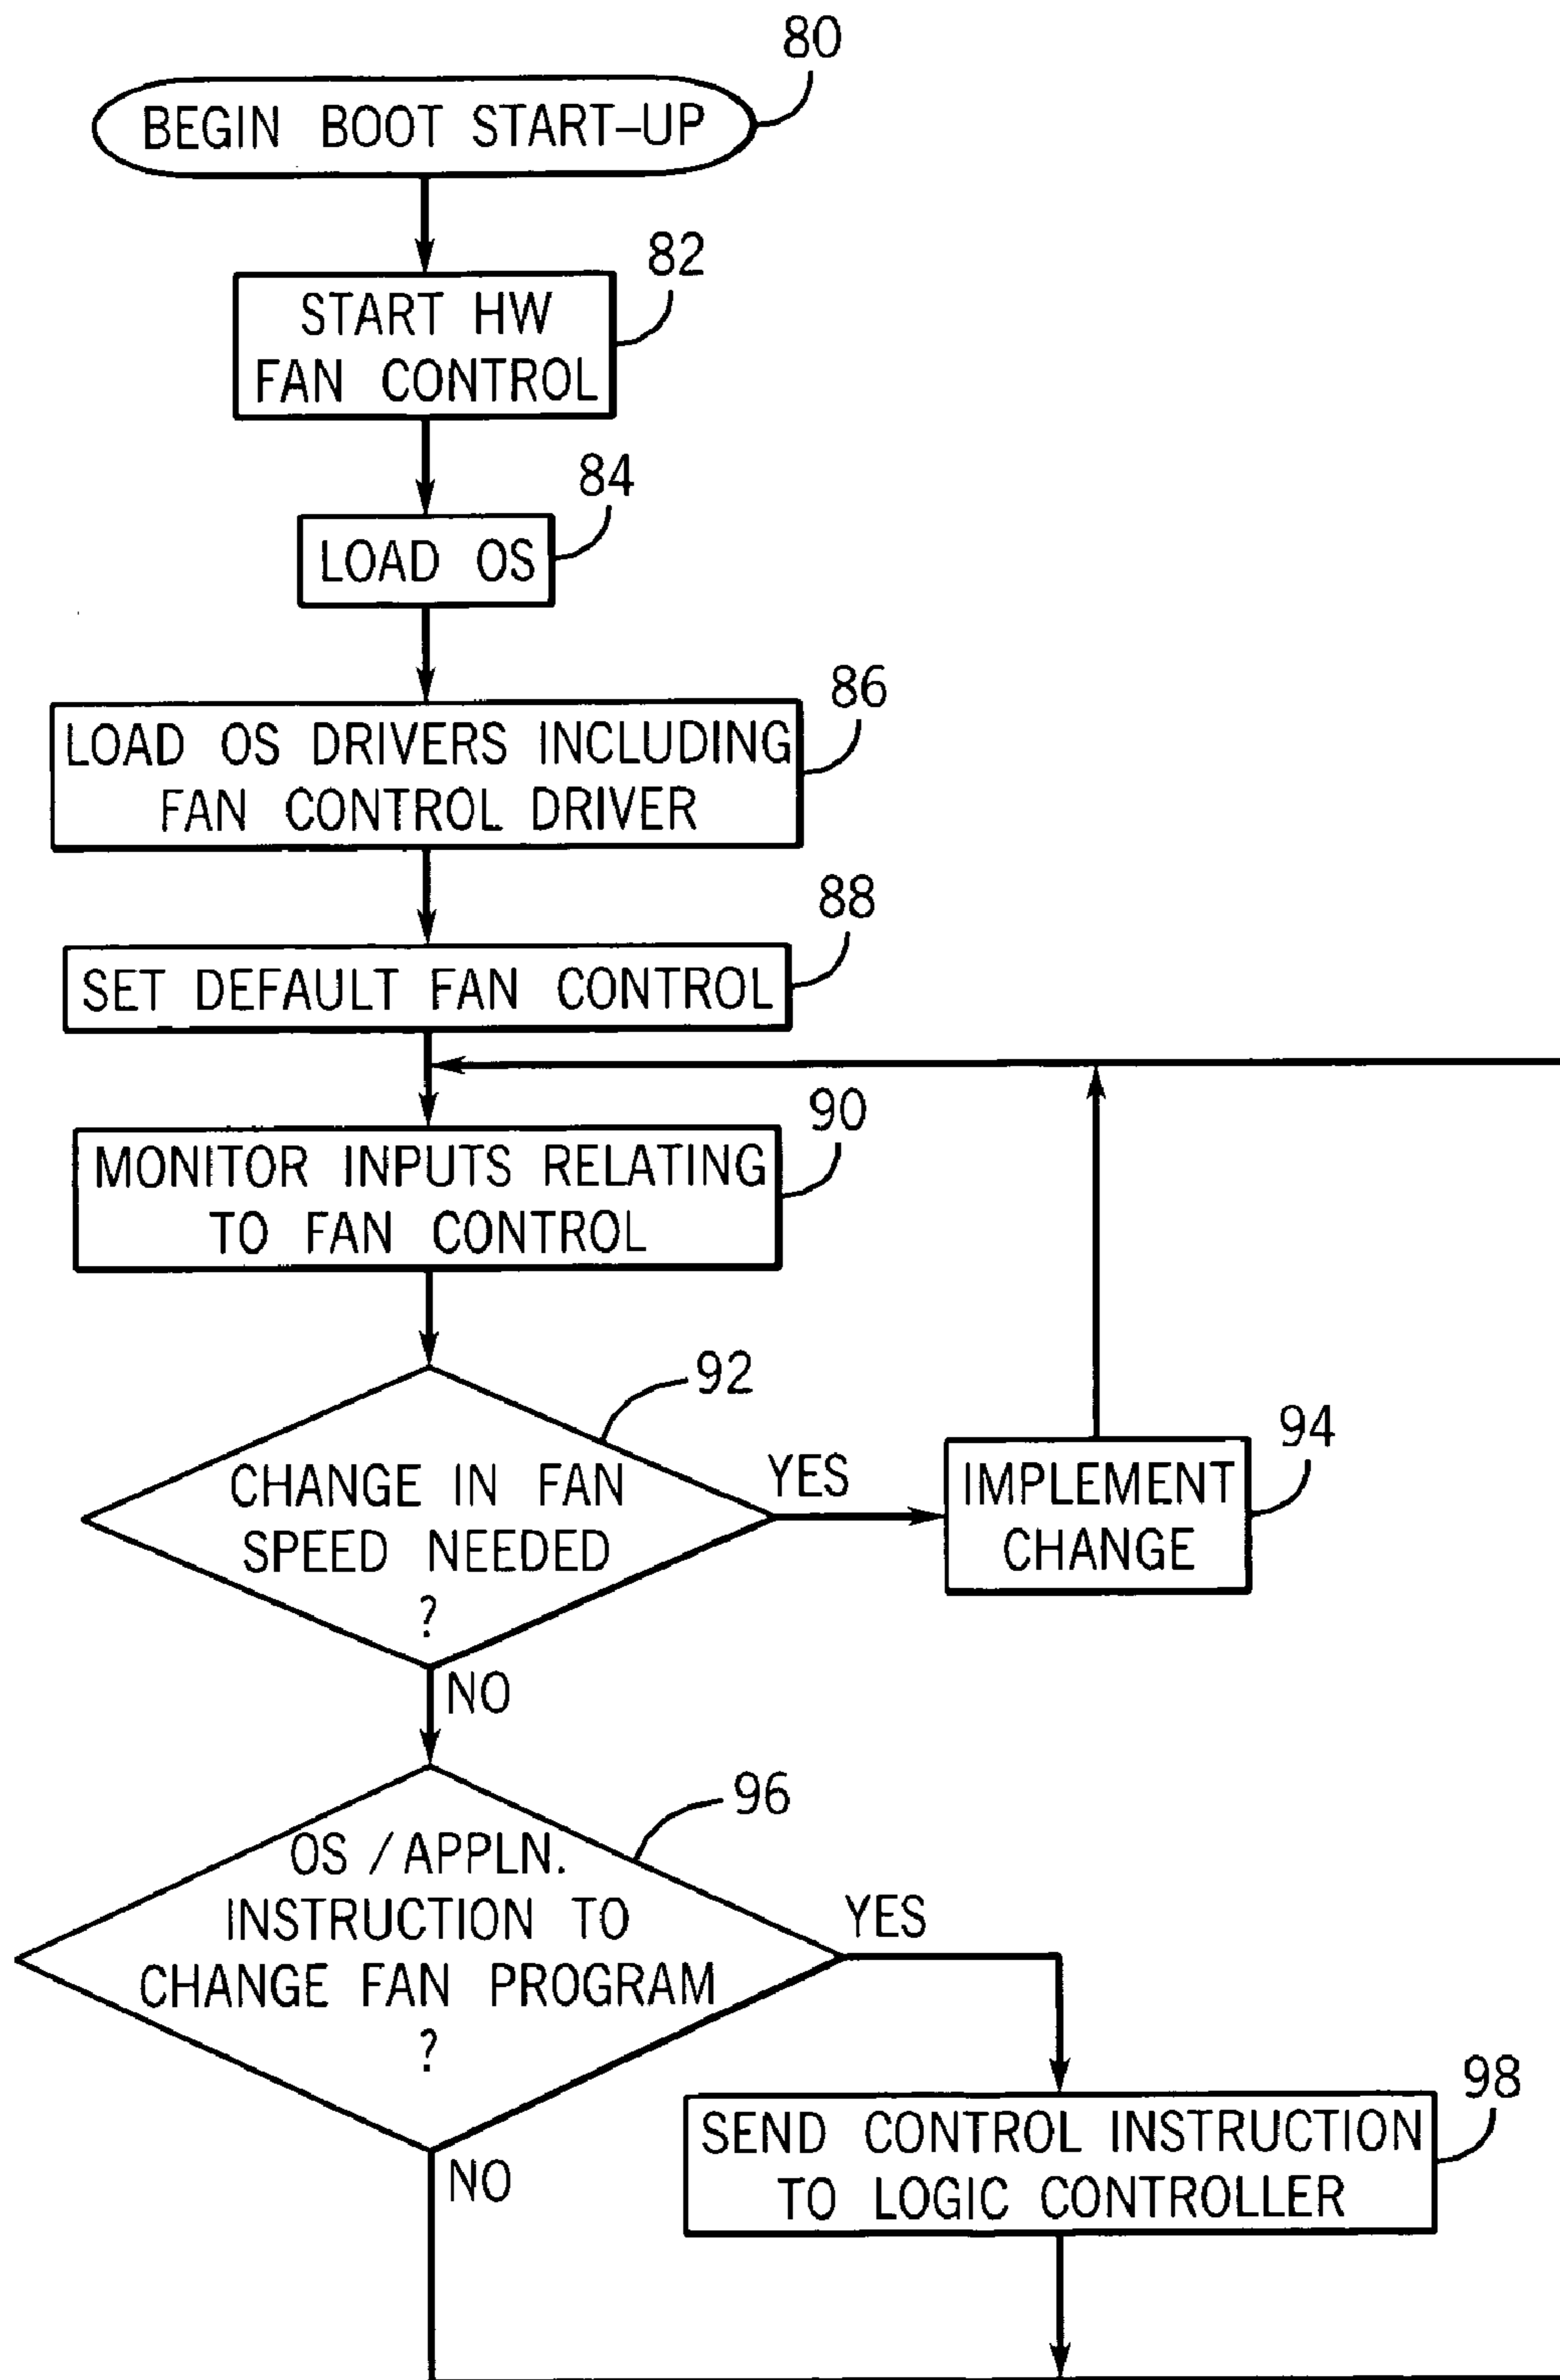 80
BEGIN BOOT START-UP
82
START HW
FAN CONTROL
84
LOAD OS
86
LOAD OS DRIVERS INCLUDING
FAN CONTROL DRIVER
88
SET DEFAULT FAN CONTROL
90
MONITOR INPUTS RELATING
TO FAN CONTROL
92
CHANGE IN FAN
SPEED NEEDED
?
YES
94
IMPLEMENT
CHANGE
NO
96
OS / APPLN.
INSTRUCTION TO
CHANGE FAN PROGRAM
?
YES
98
SEND CONTROL INSTRUCTION
TO LOGIC CONTROLLER
NO